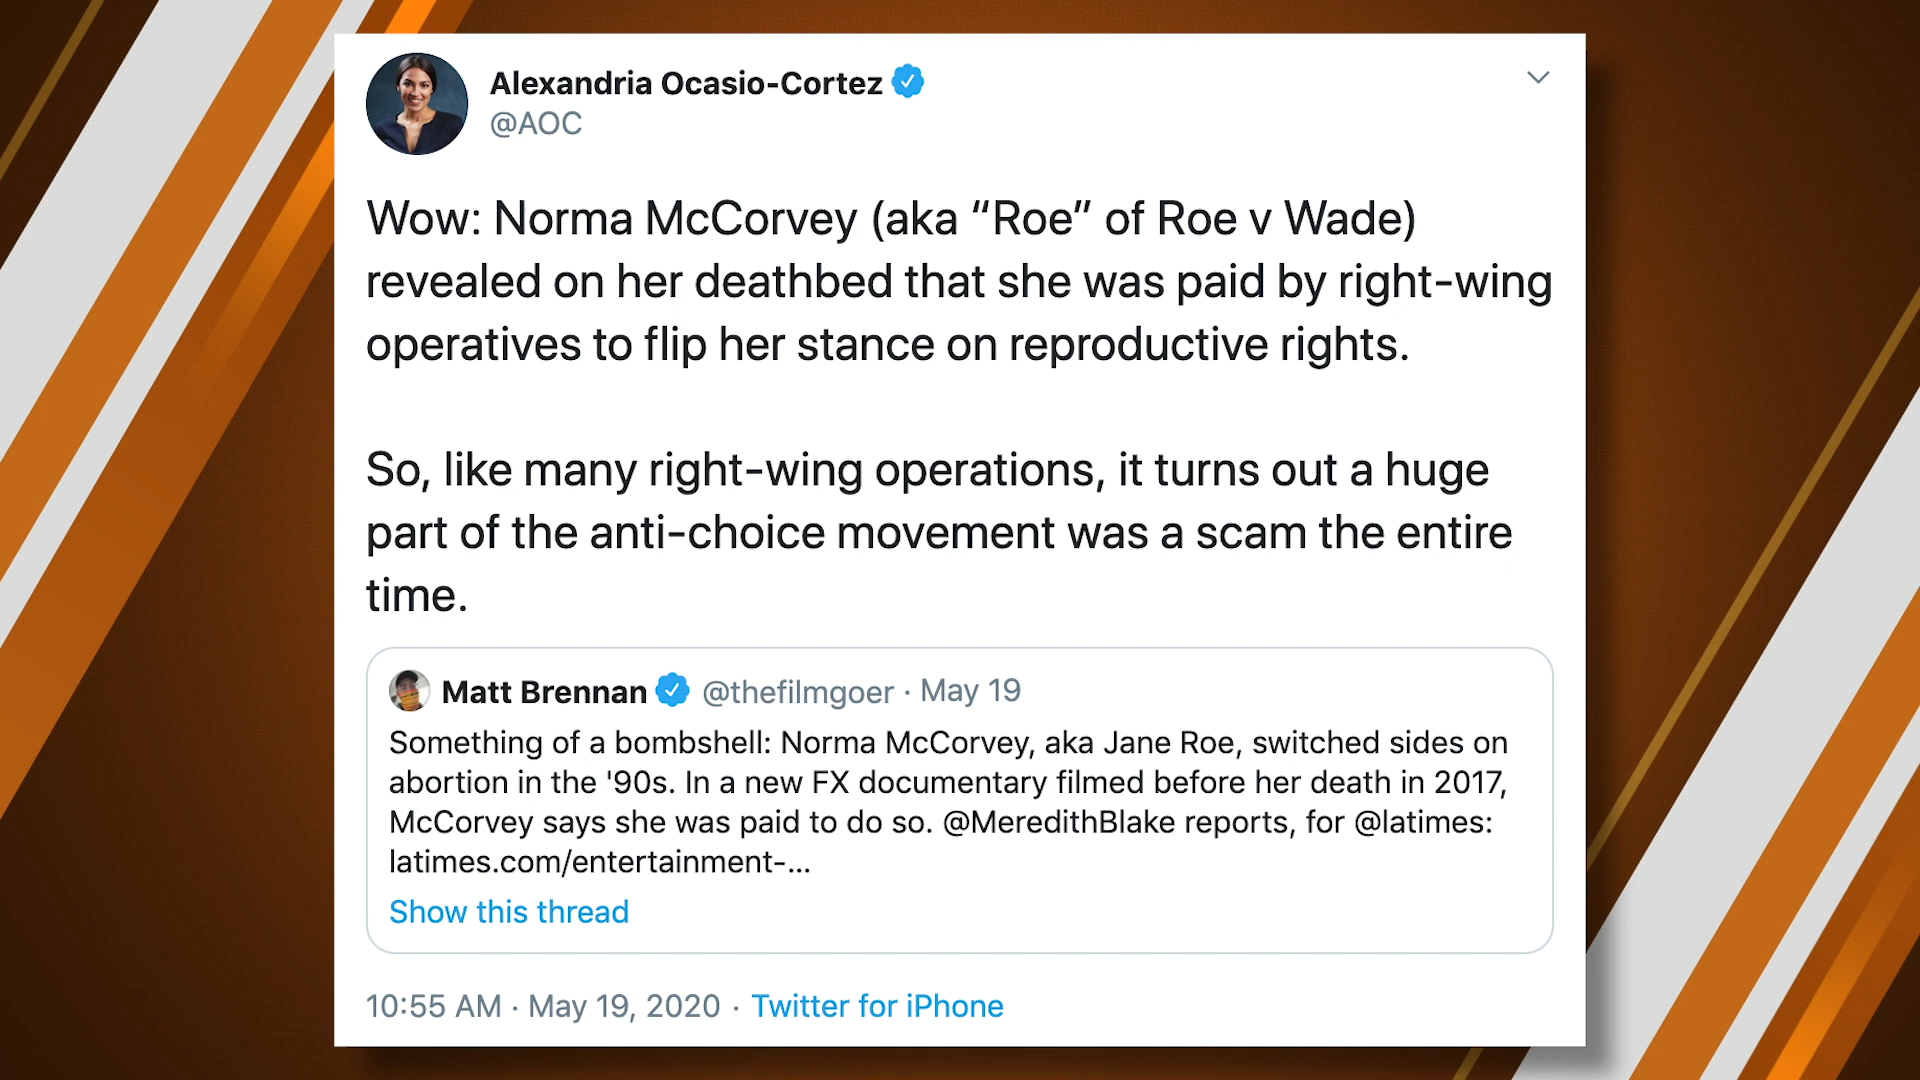 Alexandria Ocasio-Cortez
@AOC
Wow: Norma McCorvey (aka “Roe” of Roe v Wade)
revealed on her deathbed that she was paid by right-wing
operatives to flip her stance on reproductive rights.
So, like many right-wing operations, it turns out a huge
part of the anti-choice movement was a scam the entire
time.
Matt Brennan @thefilmgoer · May 19
Something of a bombshell: Norma McCorvey, aka Jane Roe, switched sides on
abortion in the '90s. In a new FX documentary filmed before her death in 2017,
McCorvey says she was paid to do so. @MeredithBlake reports, for @latimes:
latimes.com/entertainment-...
Show this thread
10:55 AM · May 19, 2020 · Twitter for iPhone